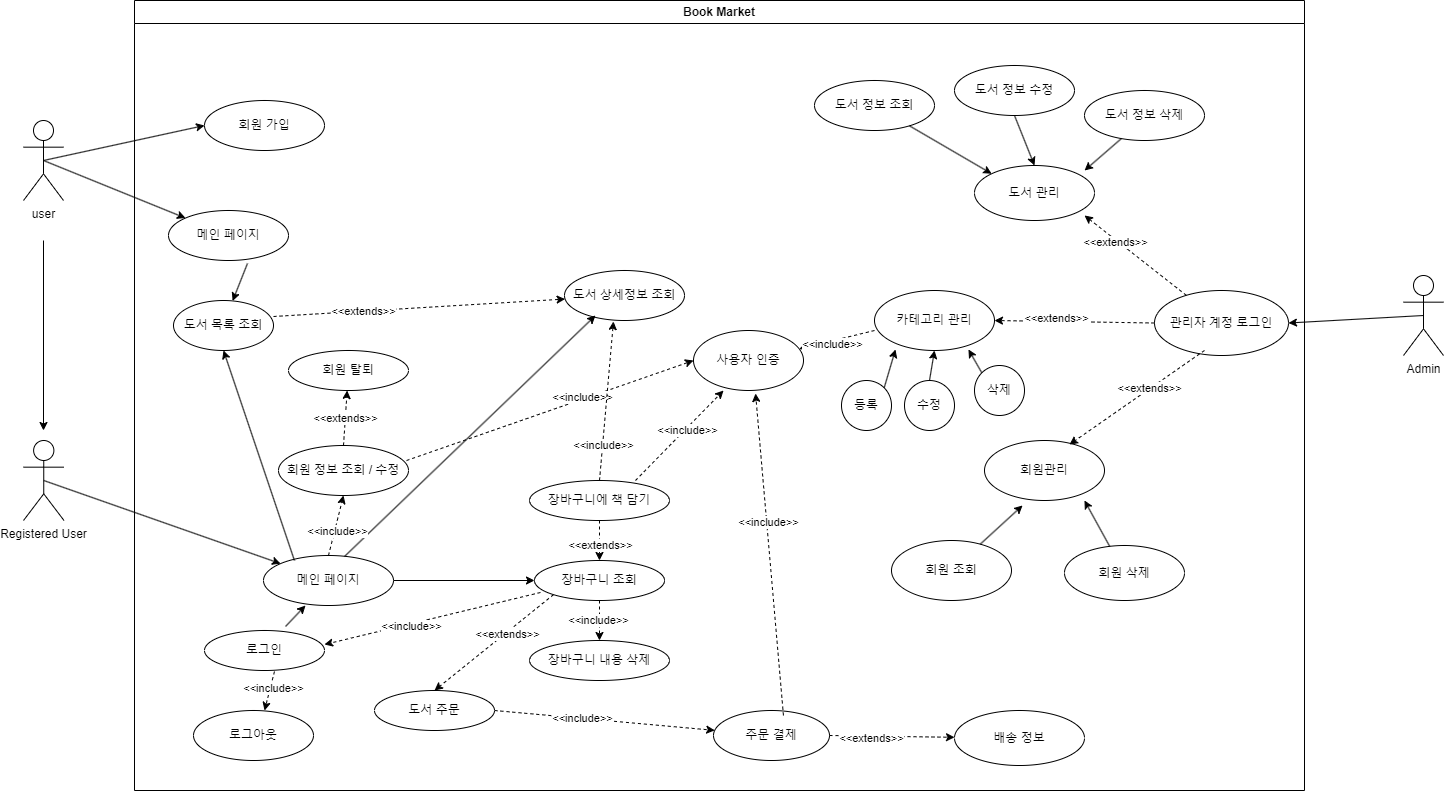 Book Market
도서 정보 조회
도서 정보 수정
도서 정보 삭제
회원 가입
도서 관리
user
메인 페이지
<<extends>>
도서 상세정보 조회
<<extends>>
도서 목록 조회
카테고리 관리
<<extends>>
관리자 계정 로그인
<<include>>
사용자 인증
회원 탈퇴
Admin
등록
수정
삭제
<<extends>>
<<include>>
<<extends>>
<<include>>
<<include>>
회원 정보 조회 / 수정
회원관리
장바구니에 책 담기
<<include>>
<<include>>
Registered User
<<extends>>
메인 페이지
장바구니 조회
회원 조회
회원 삭제
<<include>>
<<include>>
<<extends>>
로그인
장바구니 내용 삭제
<<include>>
도서 주문
<<include>>
로그아웃
주문 결제
<<extends>>
배송 정보